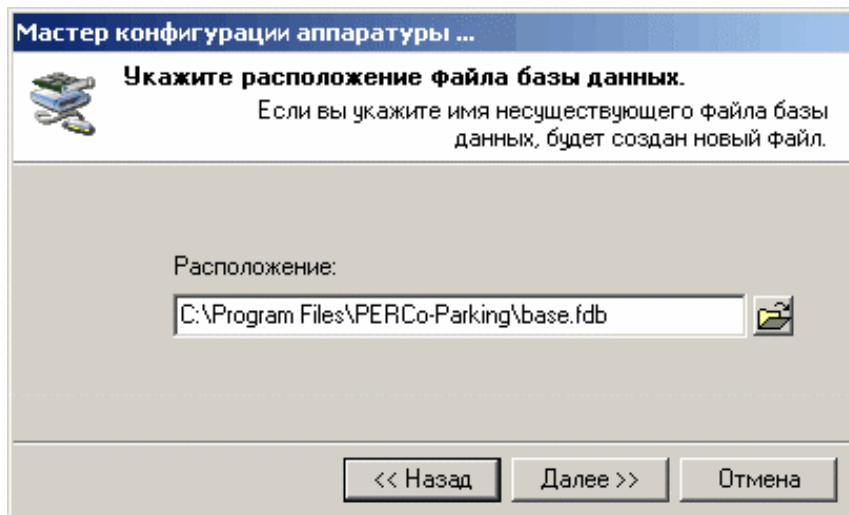 Мастер конфигурации аппаратуры ...
Укажите расположение файла базы данных.
Если вы укажите имя несуществующего файла базы
данных, будет создан новый файл.
Расположение:
C:\Program Files\PERCo-Parking\base.fdb
<< Назад
Далее >>
Отмена